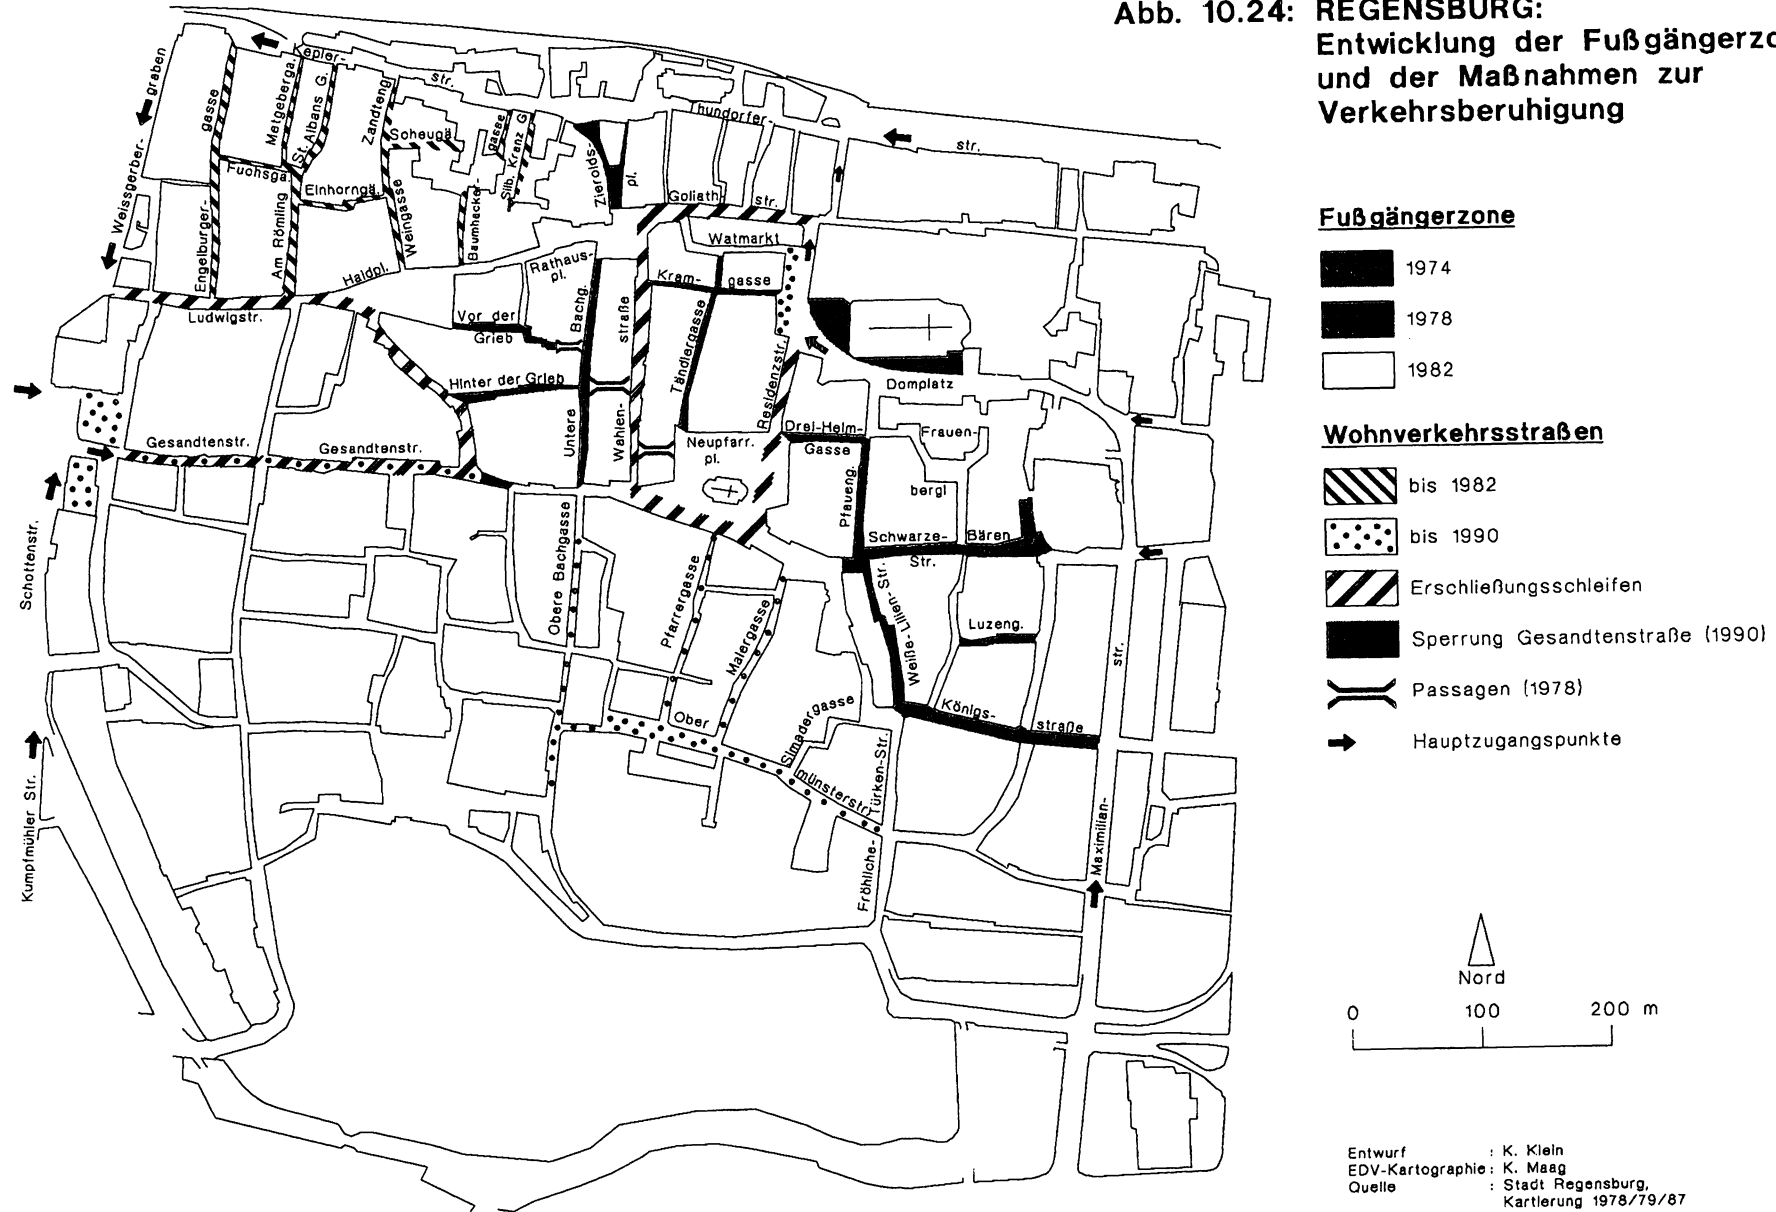 Abb. 10.24: REGENSBURG:
Entwicklung der Fußgängerzo
und der Maßnahmen zur
Verkehrsberuhigung
Fußgängerzone
1974
1978
1982
Wohnverkehrsstraßen
bis 1982
bis 1990
Erschließungsschleifen
Sperrung Gesandtenstraße (1990)
Passagen (1978)
Hauptzugangspunkte
Nord
0 100 200 m
Entwurf : K. Klein
EDV-Kartographie : K. Maag
Quelle : Stadt Regensburg,
Kartierung 1978/79/87
Weissgerber-
graben
Kepler-
str.
Thundorfer-
str.
Engelburger-
gasse
Metgeberga.
St. Albans G.
Zandteng.
Fuchsga.
Am Römling
Einhorngä.
Weingasse
Baumhacker-
gasse
Silb. Kranz G.
Zierolds-
pl.
Goliath
str.
Watmarkt
Haidpl.
Rathaus-
pl.
Kram-
gasse
Ludwigstr.
Vor der
Grieb
Hinter der Grieb
Untere
Bachg.
Wahlen-
straße
Tändlergasse
Residenzstr.
Domplatz
Gesandtenstr.
Gesandtenstr.
Neupfarr.
pl.
Drei-Helm-
Gasse
Frauen-
bergl
Pfaueng.
Schwarze-
Bären
Str.
Schottenstr.
Obere Bachgasse
Pfarrergasse
Malergasse
Weiße-Lilien-Str.
Luzeng.
Königs-
straße
Maximilian-
str.
Ober
münsterstr.
Simadergasse
Fröhliche-
Türken-Str.
Kumpfmühler Str.